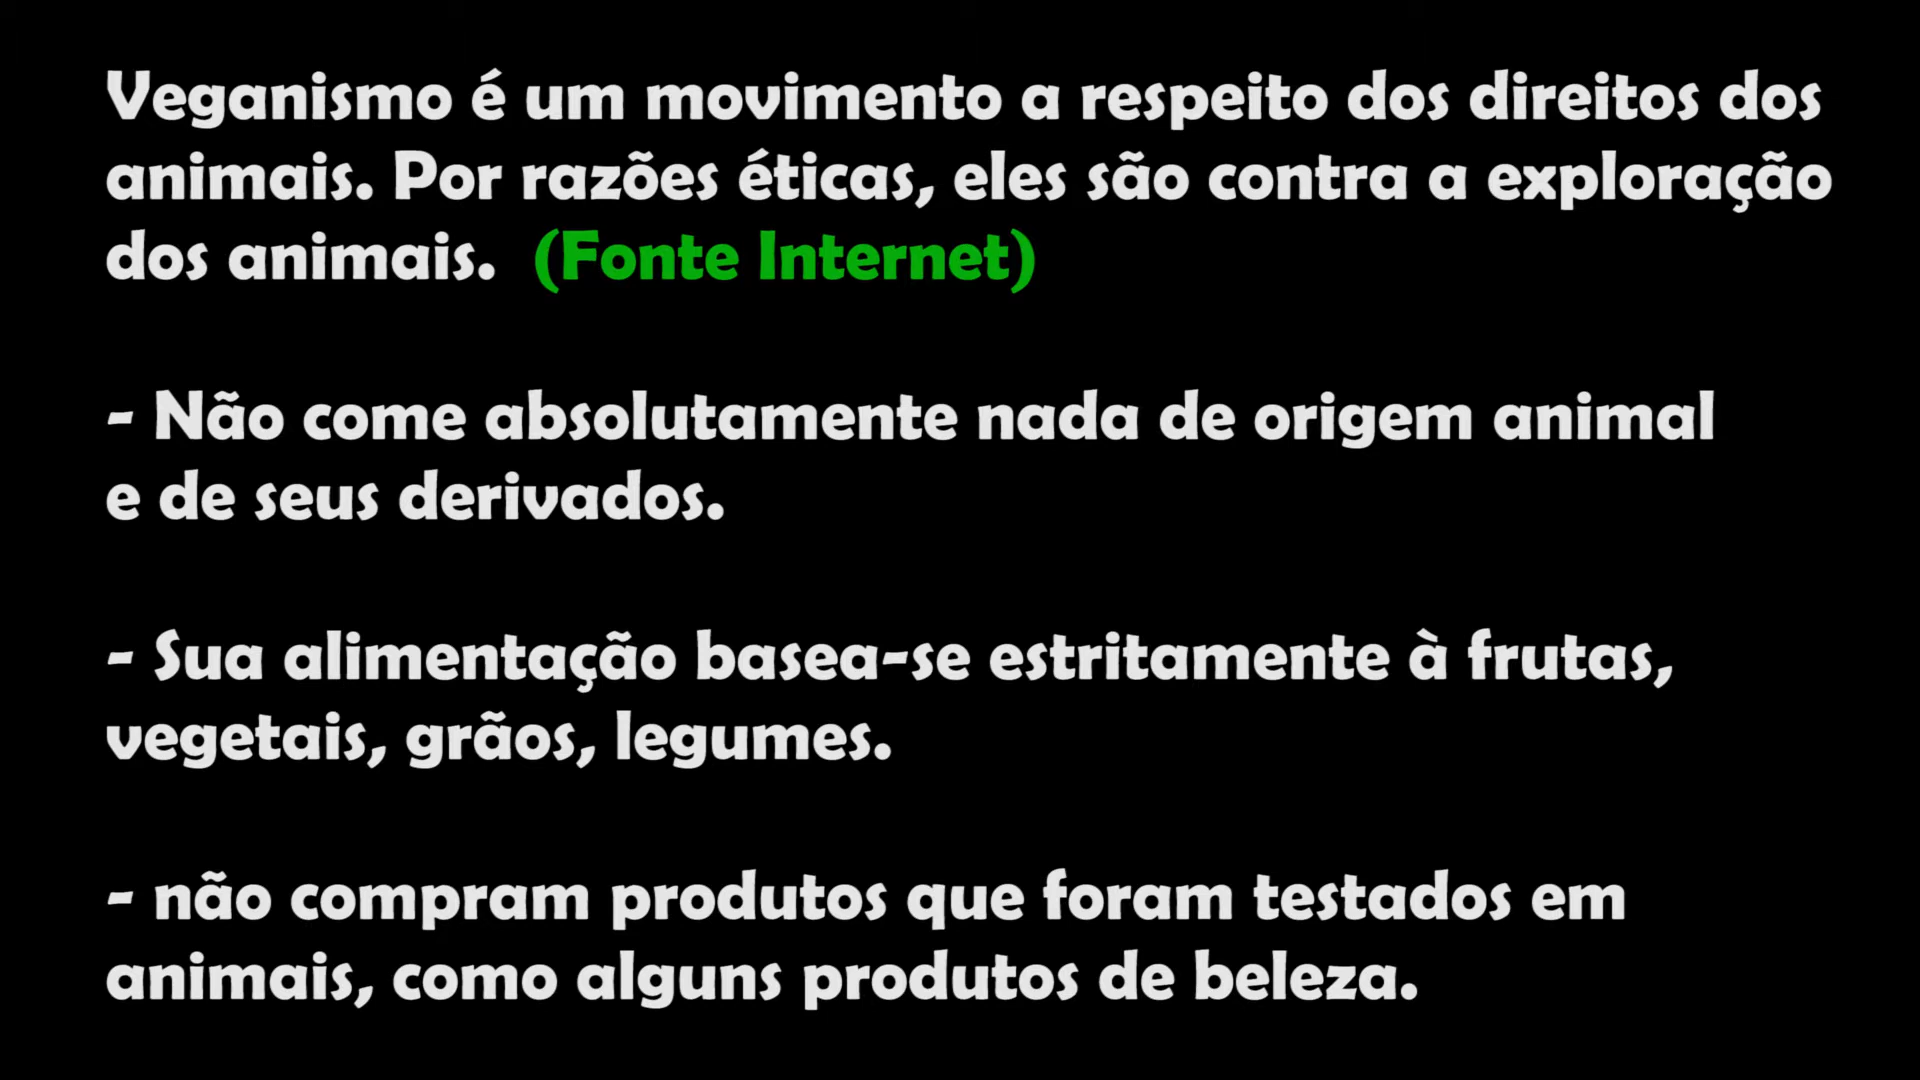 Veganismo é um movimento a respeito dos direitos dos
animais. Por razões éticas, eles são contra a exploração
dos animais. (Fonte Internet)
- Não come absolutamente nada de origem animal
e de seus derivados.
- Sua alimentação basea-se estritamente à frutas,
vegetais, grãos, legumes.
- não compram produtos que foram testados em
animais, como alguns produtos de beleza.